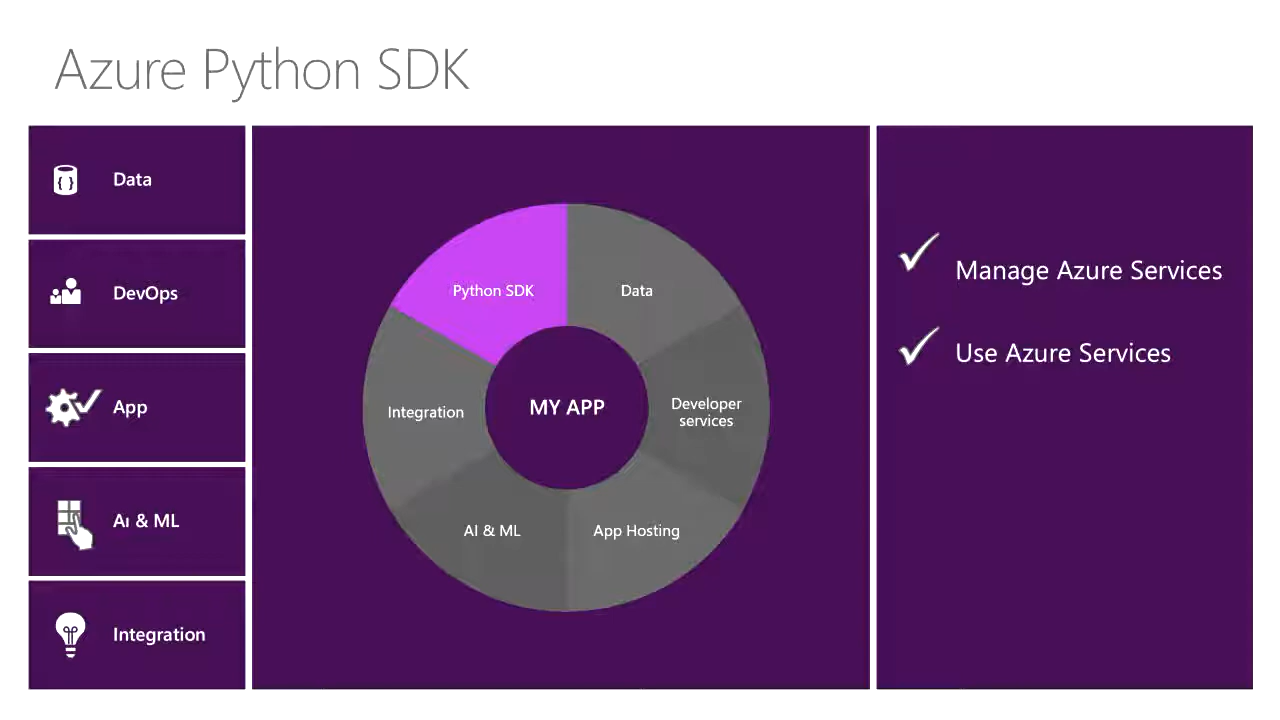 Azure Python SDK
Data
DevOps
App
Aı & ML
Integration
Python SDK
Data
Integration
MY APP
Developer
services
AI & ML
App Hosting
Manage Azure Services
Use Azure Services